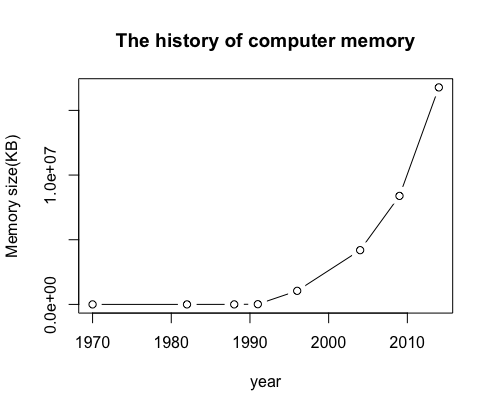 The history of computer memory
Memory size(KB)
1.0e+07
0.0e+00
1970 1980 1990 2000 2010
year